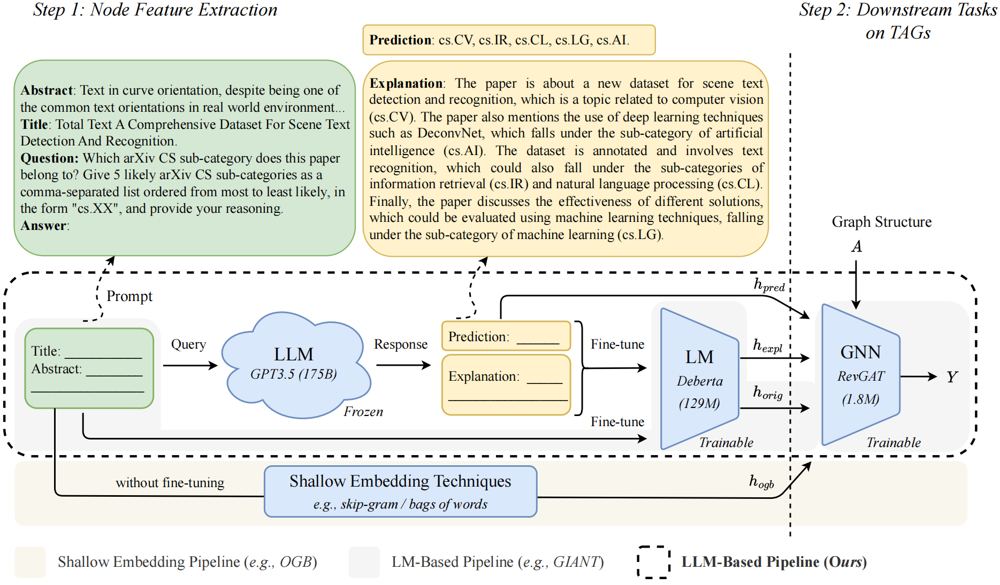 Step 1: Node Feature Extraction
Step 2: Downstream Tasks
on TAGs
Prediction: cs.CV, cs.IR, cs.CL, cs.LG, cs.AI.
Abstract: Text in curve orientation, despite being one of
the common text orientations in real world environment...
Title: Total Text A Comprehensive Dataset For Scene Text
Detection And Recognition.
Question: Which arXiv CS sub-category does this paper
belong to? Give 5 likely arXiv CS sub-categories as a
comma-separated list ordered from most to least likely, in
the form "cs.XX", and provide your reasoning.
Answer:
Explanation: The paper is about a new dataset for scene text
detection and recognition, which is a topic related to computer vision
(cs.CV). The paper also mentions the use of deep learning techniques
such as DeconvNet, which falls under the sub-category of artificial
intelligence (cs.AI). The dataset is annotated and involves text
recognition, which could also fall under the sub-categories of
information retrieval (cs.IR) and natural language processing (cs.CL).
Finally, the paper discusses the effectiveness of different solutions,
which could be evaluated using machine learning techniques, falling
under the sub-category of machine learning (cs.LG).
Graph Structure
A
Prompt
h_pred
Title: ___________
Abstract: ________
Query
LLM
GPT3.5 (175B)
Frozen
Response
Prediction: ______
Explanation: _____
Fine-tune
Fine-tune
LM
Deberta
(129M)
Trainable
h_expl
h_orig
GNN
RevGAT
(1.8M)
Trainable
Y
without fine-tuning
Shallow Embedding Techniques
e.g., skip-gram / bags of words
h_ogb
Shallow Embedding Pipeline (e.g., OGB)
LM-Based Pipeline (e.g., GIANT)
LLM-Based Pipeline (Ours)